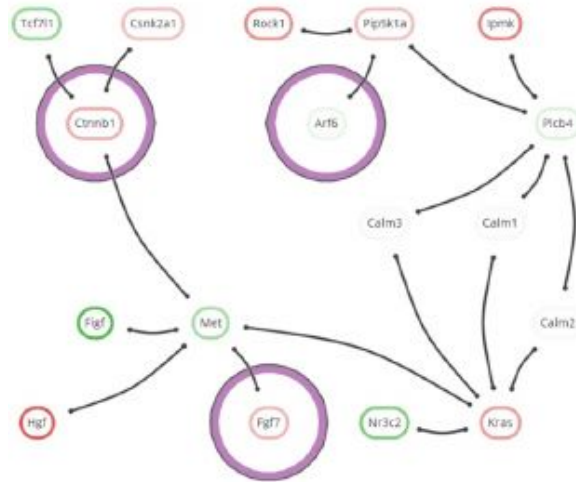 Tcf7l1 Csnk2a1 Rock1 Pip5k1a Ipmk
Ctnnb1 Arf6 Plcb4
Calm3 Calm1
Figf Met Calm2
Hgf Fgf7 Nr3c2 Kras